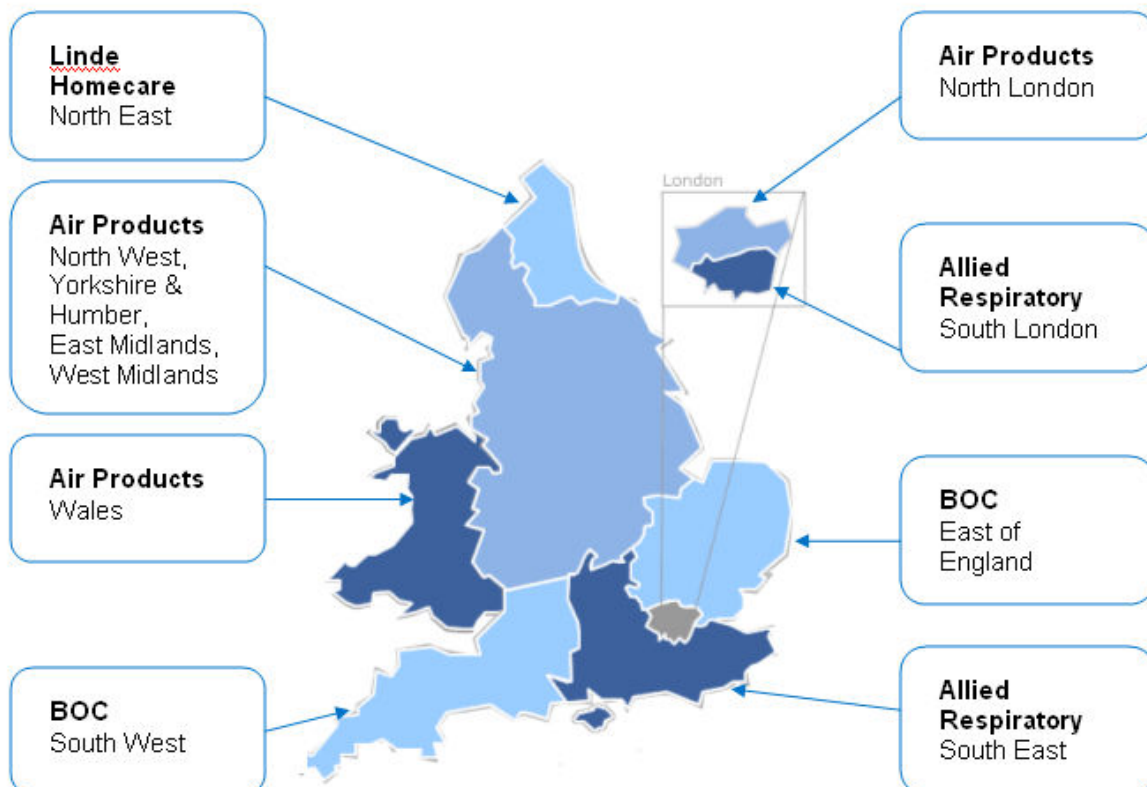 Linde
Homecare
North East
Air Products
North West,
Yorkshire &
Humber,
East Midlands,
West Midlands
Air Products
Wales
BOC
South West
London
Air Products
North London
Allied
Respiratory
South London
BOC
East of
England
Allied
Respiratory
South East